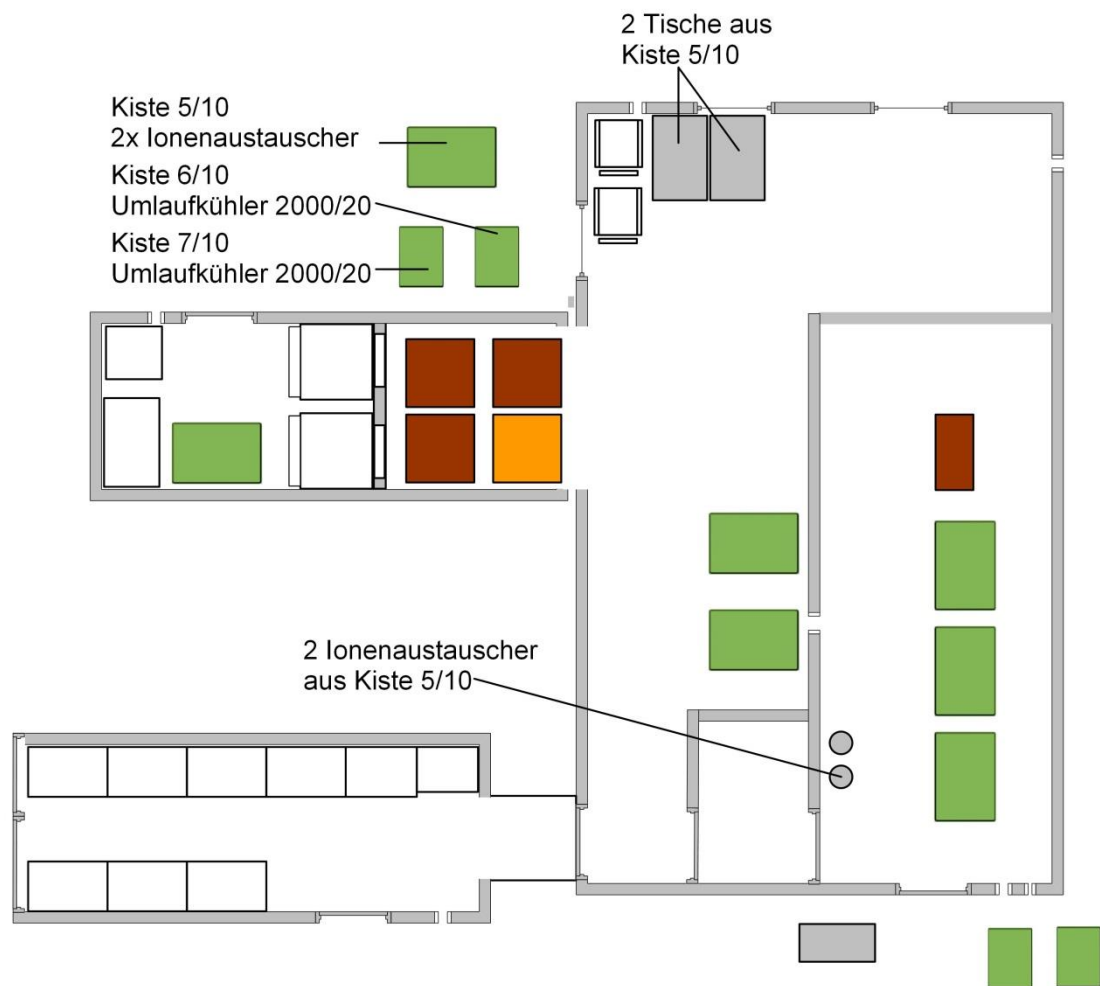 2 Tische aus
Kiste 5/10
Kiste 5/10
2x Ionenaustauscher
Kiste 6/10
Umlaufkühler 2000/20
Kiste 7/10
Umlaufkühler 2000/20
2 Ionenaustauscher
aus Kiste 5/10